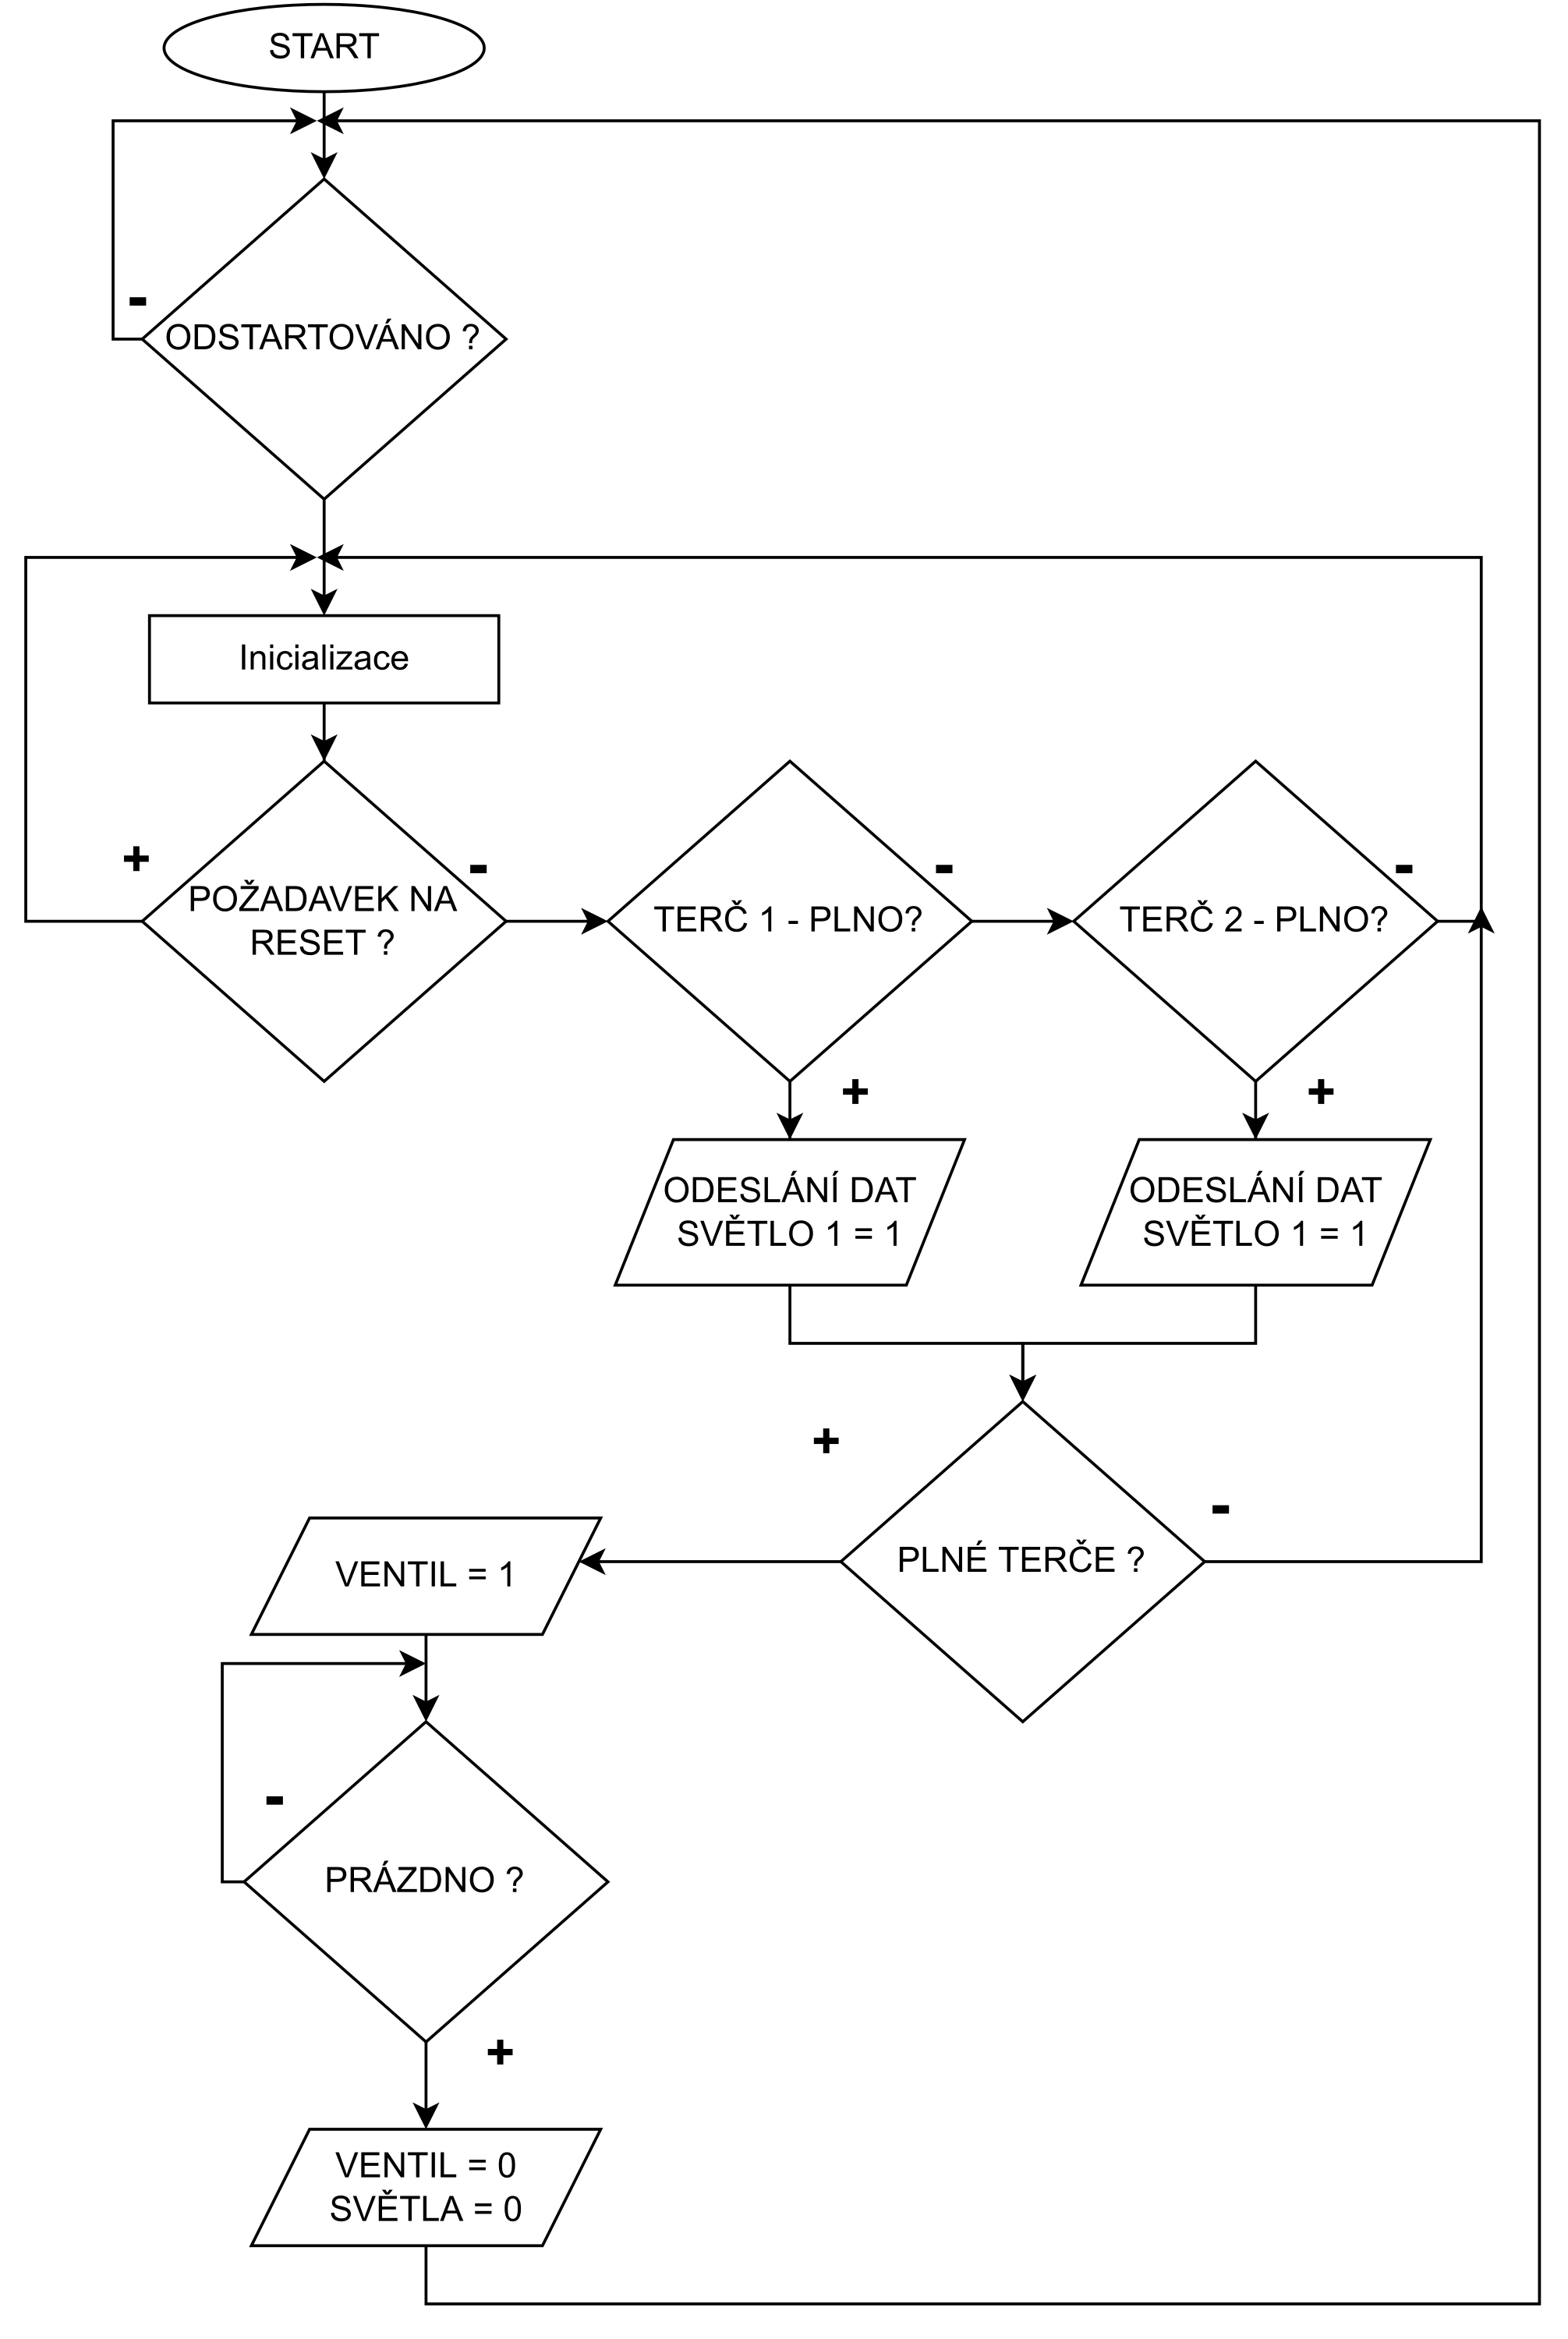 START
-
ODSTARTOVÁNO ?
Inicializace
+
-
POŽADAVEK NA
RESET ?
-
TERČ 1 - PLNO?
-
TERČ 2 - PLNO?
+
+
ODESLÁNÍ DAT
SVĚTLO 1 = 1
ODESLÁNÍ DAT
SVĚTLO 1 = 1
+
-
PLNÉ TERČE ?
VENTIL = 1
-
PRÁZDNO ?
+
VENTIL = 0
SVĚTLA = 0